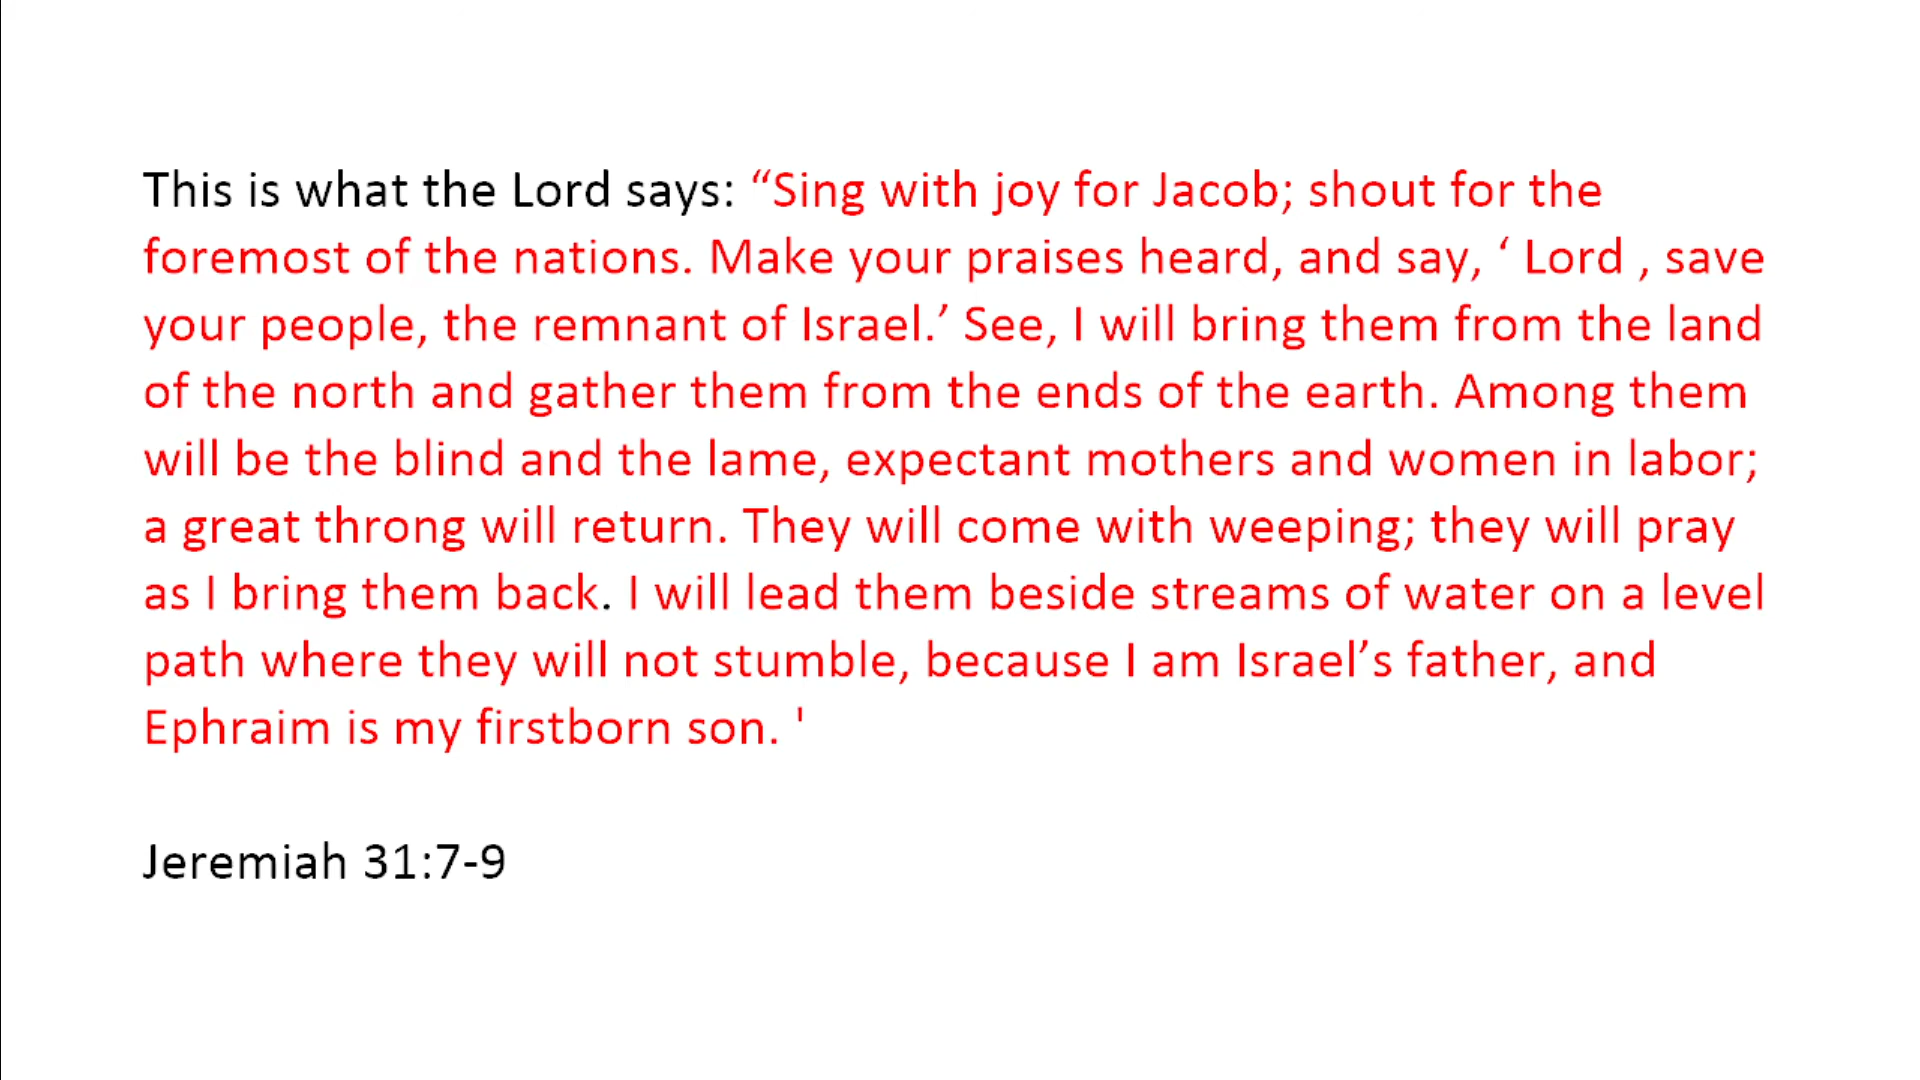 This is what the Lord says: “Sing with joy for Jacob; shout for the
foremost of the nations. Make your praises heard, and say, ‘ Lord , save
your people, the remnant of Israel.’ See, I will bring them from the land
of the north and gather them from the ends of the earth. Among them
will be the blind and the lame, expectant mothers and women in labor;
a great throng will return. They will come with weeping; they will pray
as I bring them back. I will lead them beside streams of water on a level
path where they will not stumble, because I am Israel’s father, and
Ephraim is my firstborn son. '
Jeremiah 31:7-9